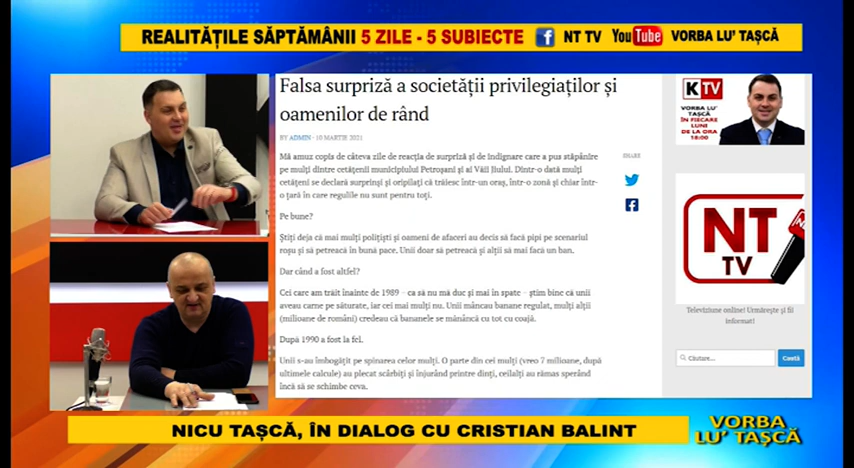 REALITĂȚILE SĂPTĂMÂNII 5 ZILE - 5 SUBIECTE f NT TV YouTube VORBA LU' TAȘCĂ
Falsa surpriză a societății privilegiaților și
oamenilor de rând
BY ADMIN · 10 MARTIE 2021
Mă amuz copís de câteva zile de reacția de surpriză și de indignare care a pus stăpânire
pe mulți dintre cetățenii municipiului Petroșani și ai Văii Jiului. Dintr-o dată mulți
cetățeni se declară surprinși și oripilați că trăiesc într-un oraș, într-o zonă și chiar într-
o țară în care regulile nu sunt pentru toți.
Pe bune?
Știți deja că mai mulți polițiști și oameni de afaceri au decis să facă pipi pe scenariul
roșu și să petreacă în bună pace. Unii doar să petreacă și alții să mai facă un ban.
Dar când a fost altfel?
Cei care am trăit înainte de 1989 – ca să nu mă duc și mai în spate – știm bine că unii
aveau carne pe săturate, iar cei mai mulți nu. Unii mâncau banane regulat, mulți alții
(milioane de români) credeau că bananele se mănâncă cu tot cu coajă.
După 1990 a fost la fel.
Unii s-au îmbogățit pe spinarea celor mulți. O parte din cei mulți (vreo 7 milioane, după
ultimele calcule) au plecat scârbiți și înjurând printre dinți, ceilalți au rămas sperând
încă să se schimbe ceva.
K TV
VORBA
LU'
TAȘCĂ
ÎN FIECARE
LUNI
DE LA ORA
18:00
NT
TV
Televiziune online! Urmărește și fii
informat!
Căutare...
Caută
NICU TAȘCĂ, ÎN DIALOG CU CRISTIAN BALINT
VORBA
LU' TAȘCĂ